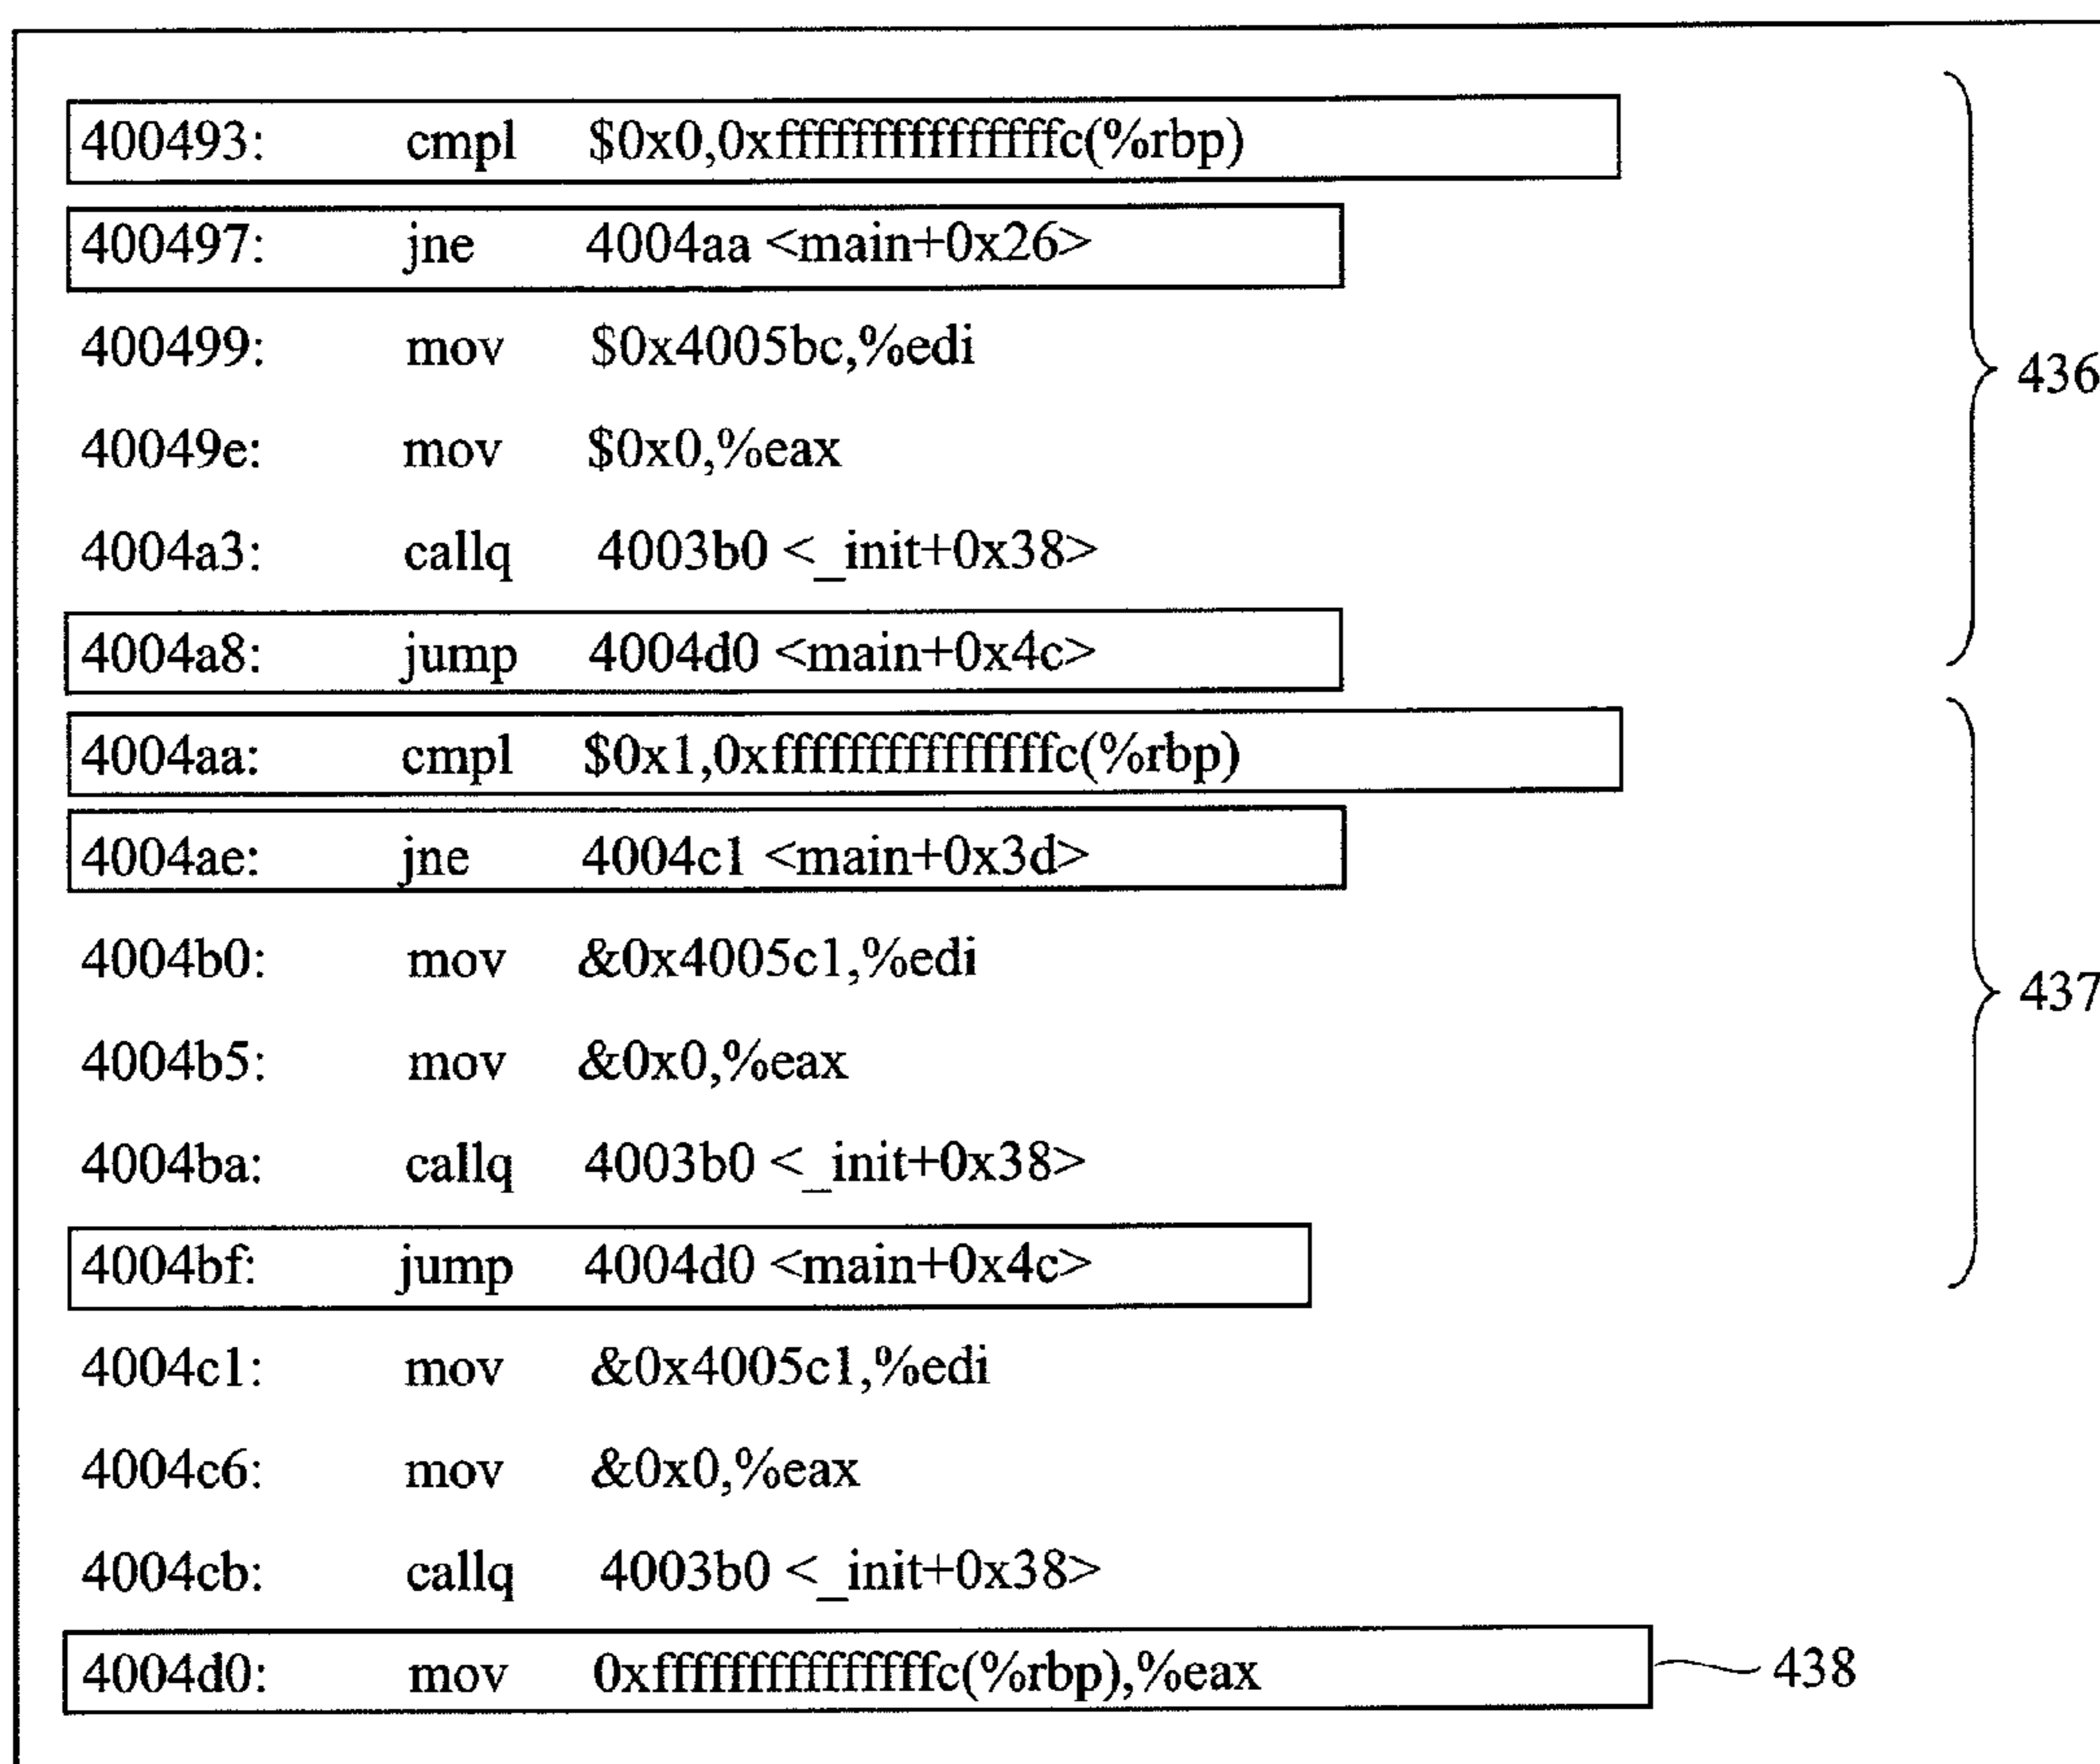 400493: cmpl $0x0,0xfffffffffffffffc(%rbp)
400497: jne 4004aa <main+0x26>
400499: mov $0x4005bc,%edi
40049e: mov $0x0,%eax
436
4004a3: callq 4003b0 <_init+0x38>
4004a8: jump 4004d0 <main+0x4c>
4004aa: cmpl $0x1,0xfffffffffffffffc(%rbp)
4004ae: jne 4004c1 <main+0x3d>
4004b0: mov &0x4005c1,%edi
437
4004b5: mov &0x0,%eax
4004ba: callq 4003b0 <_init+0x38>
4004bf: jump 4004d0 <main+0x4c>
4004c1: mov &0x4005c1,%edi
4004c6: mov &0x0,%eax
4004cb: callq 4003b0 <_init+0x38>
4004d0: mov 0xfffffffffffffffc(%rbp),%eax 438